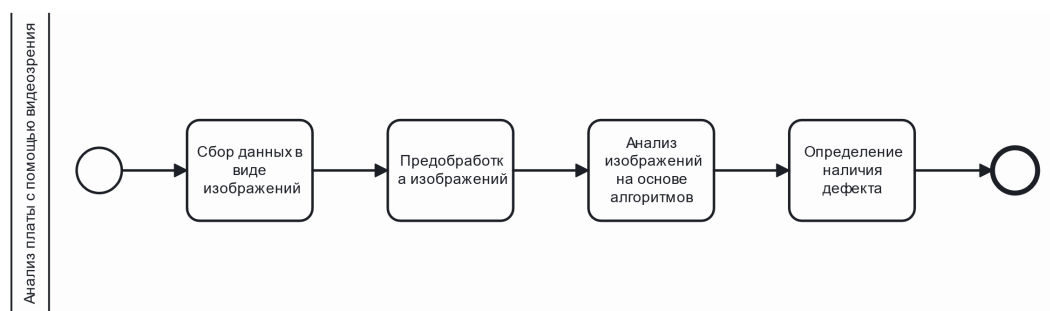 Анализ платы с помощью видеозрения
Сбор данных в
виде
изображений
Предобработк
а изображений
Анализ
изображений
на основе
алгоритмов
Определение
наличия
дефекта